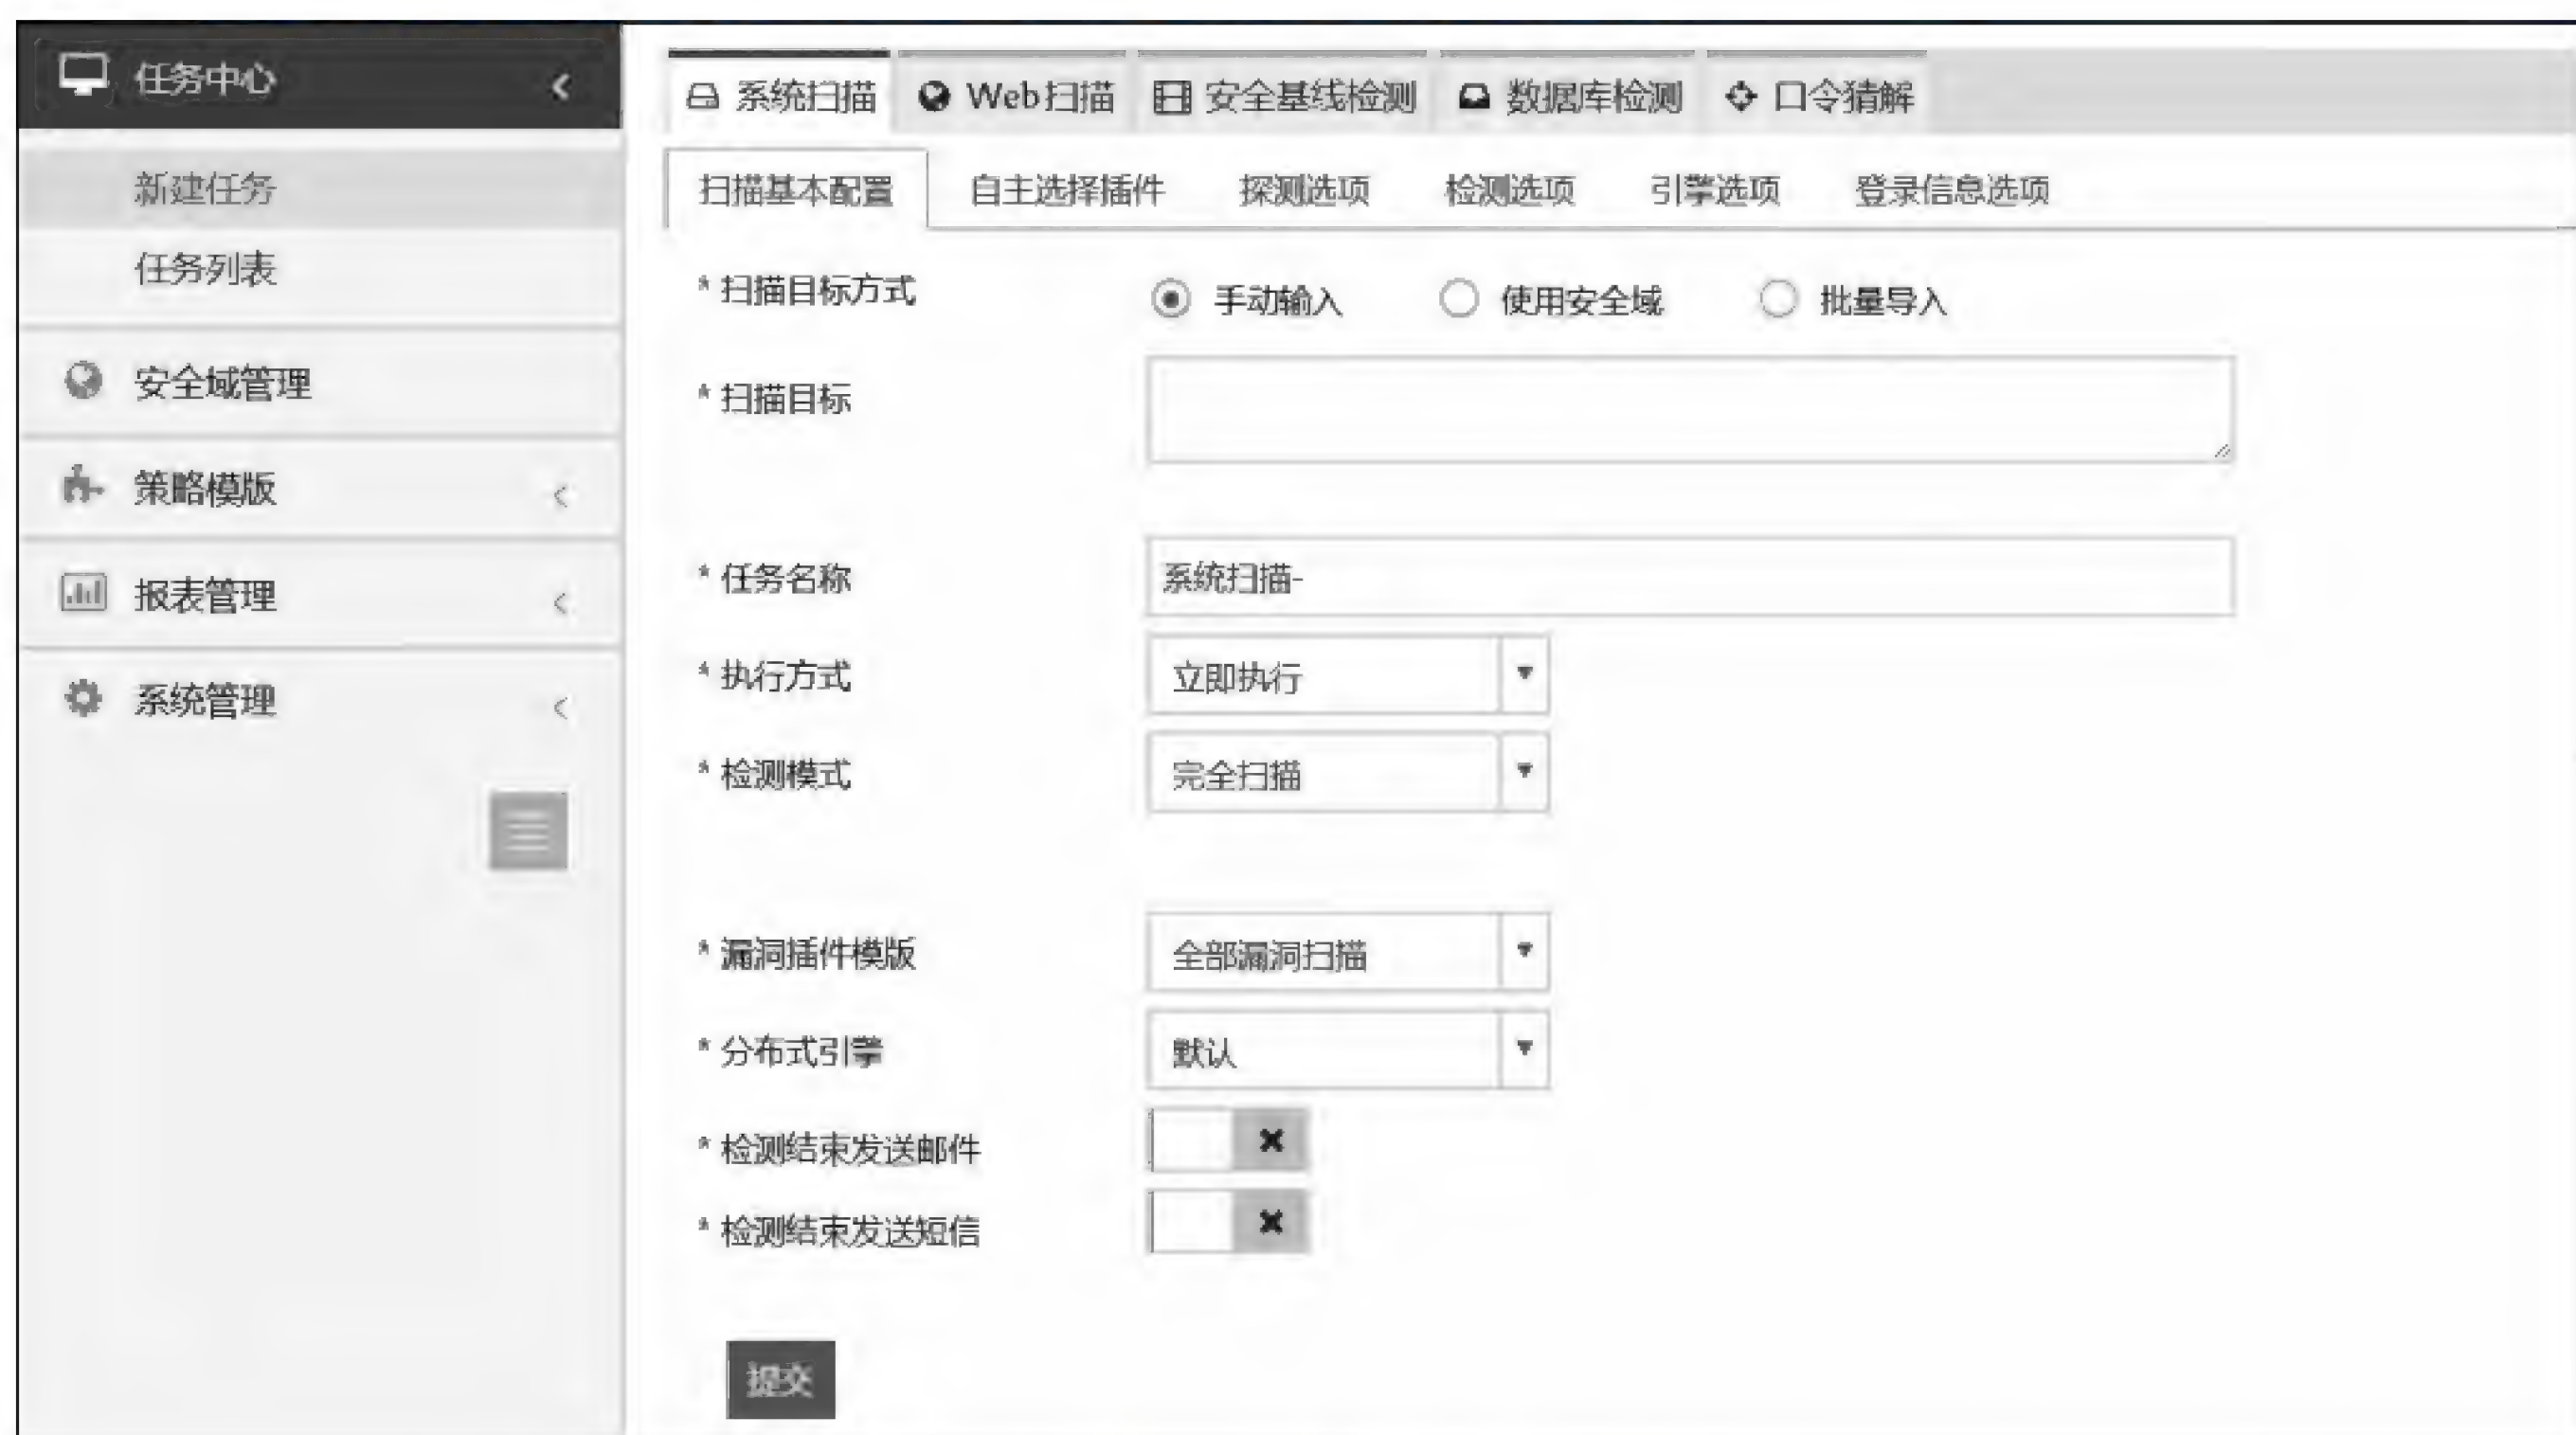 任务中心
新建任务
任务列表
安全域管理
策略模版
报表管理
系统管理
系统扫描 Web扫描 安全基线检测 数据库检测 口令猜解
扫描基本配置 自主选择插件 探测选项 检测选项 引擎选项 登录信息选项
* 扫描目标方式 手动输入 使用安全域 批量导入
* 扫描目标
* 任务名称 系统扫描-
* 执行方式 立即执行
* 检测模式 完全扫描
* 漏洞插件模版 全部漏洞扫描
* 分布式引擎 默认
* 检测结束发送邮件
* 检测结束发送短信
提交